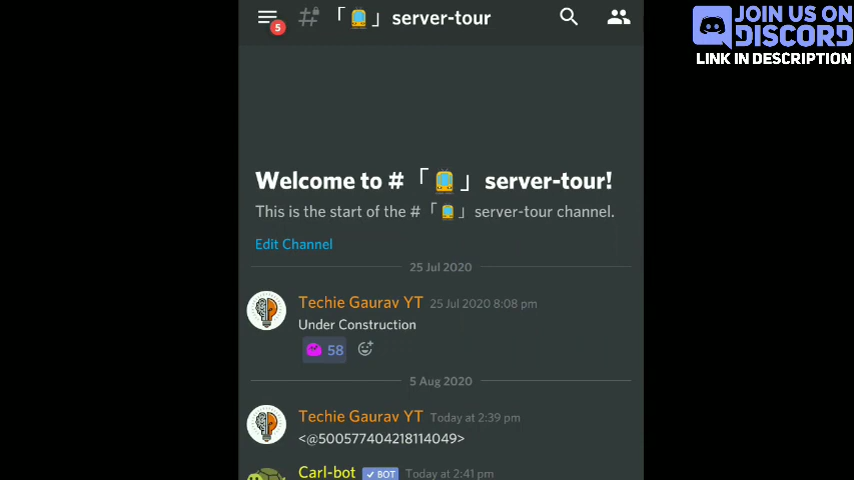 5
#「🚊」server-tour
JOIN US ON
DISCORD
LINK IN DESCRIPTION
Welcome to #「🚊」server-tour!
This is the start of the #「🚊」server-tour channel.
Edit Channel
25 Jul 2020
Techie Gaurav YT 25 Jul 2020 8:08 pm
Under Construction
58
5 Aug 2020
Techie Gaurav YT Today at 2:39 pm
<@500577404218114049>
Carl-bot ✓ BOT Today at 2:41 pm